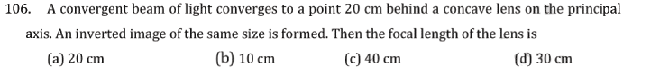 106. A convergent beam of light converges to a point 20 cm behind a concave lens on the principal
axis. An inverted image of the same size is formed. Then the focal length of the lens is
(a) 20 cm (b) 10 cm (c) 40 cm (d) 30 cm